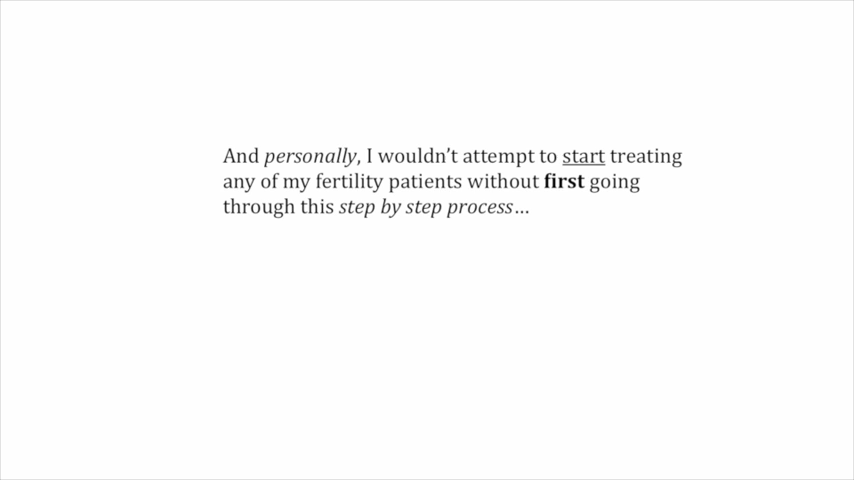 And personally, I wouldn’t attempt to start treating
any of my fertility patients without first going
through this step by step process…